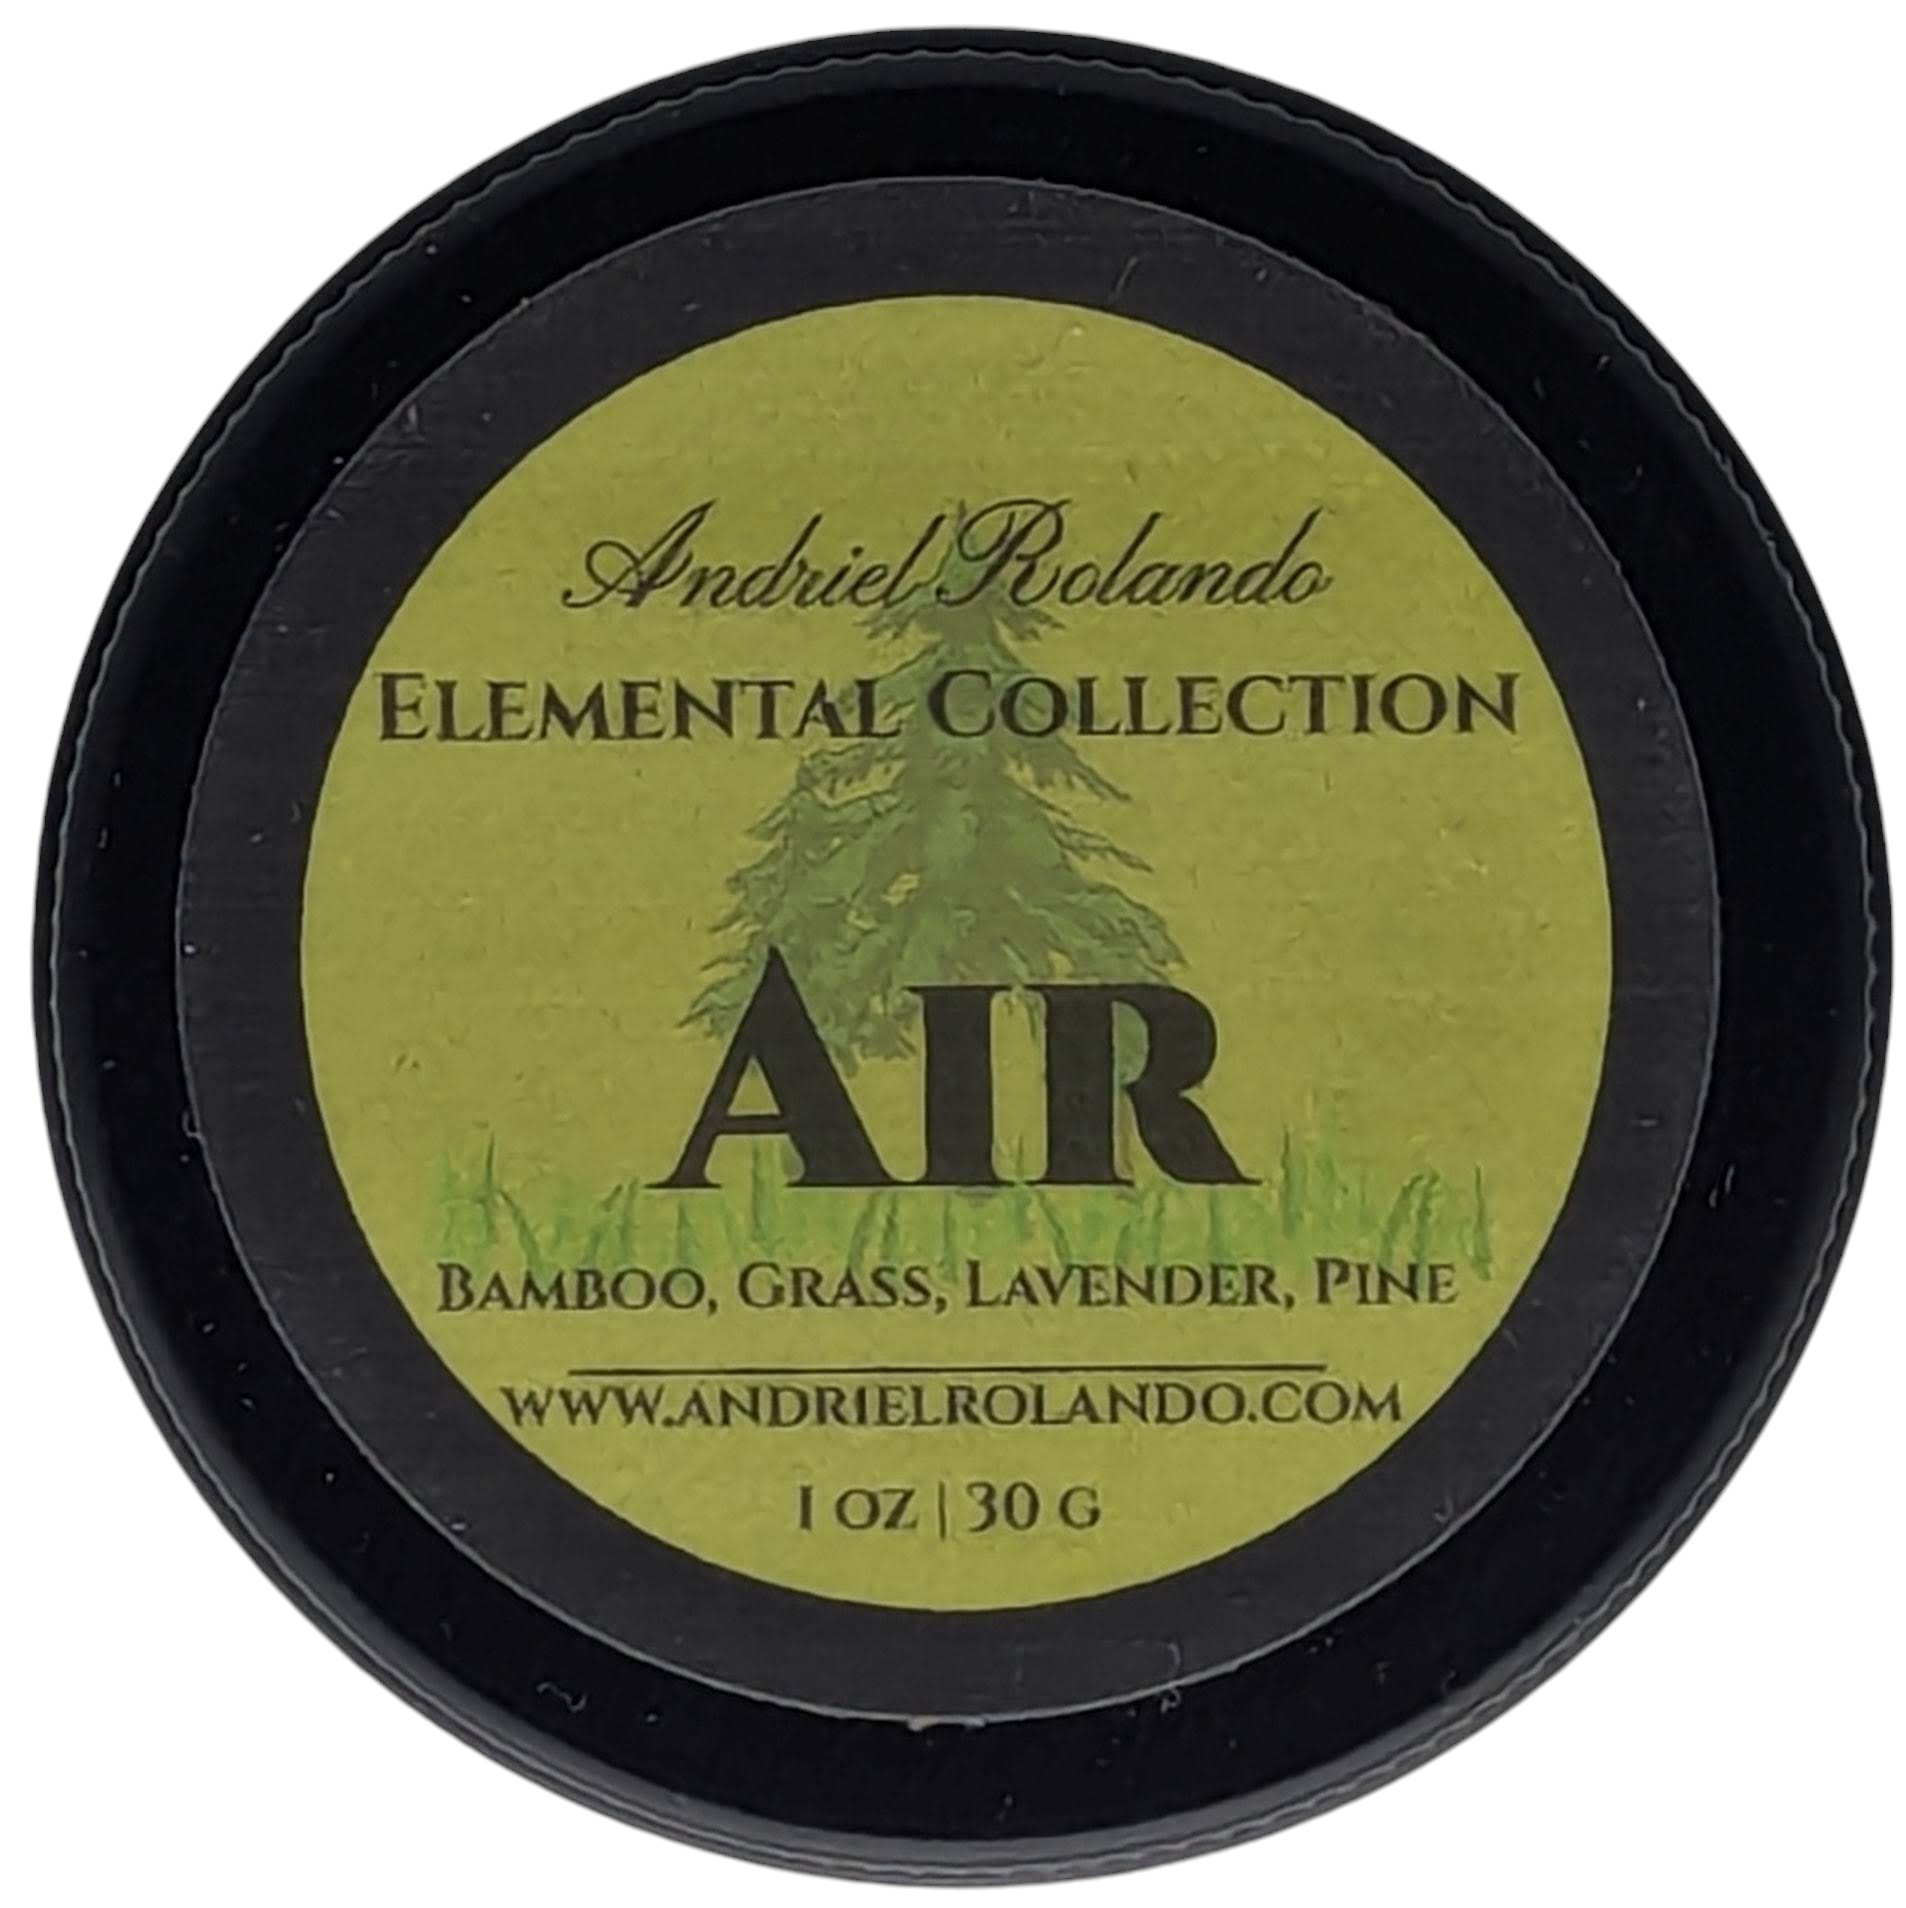 Andriel Rolando
Elemental Collection
Air
Bamboo, Grass, Lavender, Pine
www.andrielrolando.com
1 oz | 30 g